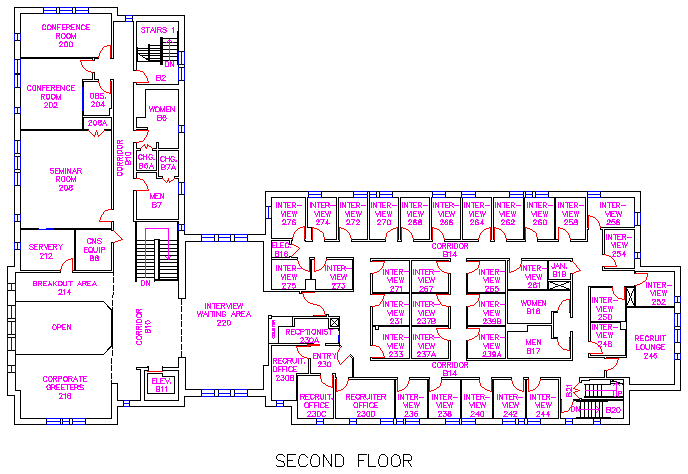 CONFERENCE
ROOM
200
STAIRS 1
DN
B2
CONFERENCE
ROOM
202
OBS.
204
WOMEN
B6
208A
CORRIDOR
B10
CHG.
B6A
CHG.
B7A
SEMINAR
ROOM
208
MEN
B7
INTER-
VIEW
276
INTER-
VIEW
274
INTER-
VIEW
272
INTER-
VIEW
270
INTER-
VIEW
268
INTER-
VIEW
266
INTER-
VIEW
264
INTER-
VIEW
262
INTER-
VIEW
260
INTER-
VIEW
258
INTER-
VIEW
256
SERVERY
212
CNS
EQUIP
B8
ELEC.
B16
CORRIDOR
B14
INTER-
VIEW
254
BREAKOUT AREA
214
DN
INTER-
VIEW
275
INTER-
VIEW
273
INTER-
VIEW
271
INTER-
VIEW
267
INTER-
VIEW
265
INTER-
VIEW
261
JAN.
B19
INTER-
VIEW
252
OPEN
CORRIDOR
B10
INTERVIEW
WAITING AREA
220
INTER-
VIEW
231
INTER-
VIEW
237B
INTER-
VIEW
239B
WOMEN
B18
INTER-
VIEW
250
RECEPTIONIST
230A
INTER-
VIEW
233
INTER-
VIEW
237A
INTER-
VIEW
239A
MEN
B17
INTER-
VIEW
248
RECRUIT
LOUNGE
246
RECRUIT.
OFFICE
230B
ENTRY
230
CORRIDOR
B14
CORPORATE
GREETERS
216
ELEV.
B11
RECRUIT.
OFFICE
230C
RECRUITER
OFFICE
230D
INTER-
VIEW
236
INTER-
VIEW
238
INTER-
VIEW
240
INTER-
VIEW
242
INTER-
VIEW
244
B21
DN
B20
SECOND FLOOR